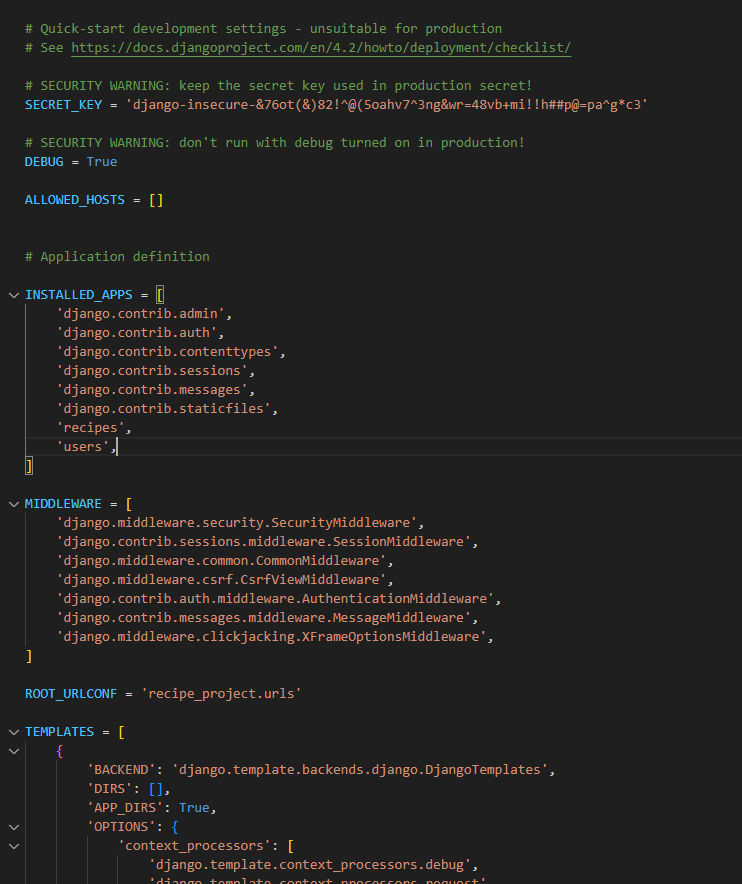 # Quick-start development settings - unsuitable for production
# See https://docs.djangoproject.com/en/4.2/howto/deployment/checklist/
# SECURITY WARNING: keep the secret key used in production secret!
SECRET_KEY = 'django-insecure-&76ot(&)82!^@(5oahv7^3ng&wr=48vb+mi!!h##p@=pa^g*c3'
# SECURITY WARNING: don't run with debug turned on in production!
DEBUG = True
ALLOWED_HOSTS = []
# Application definition
INSTALLED_APPS = [
    'django.contrib.admin',
    'django.contrib.auth',
    'django.contrib.contenttypes',
    'django.contrib.sessions',
    'django.contrib.messages',
    'django.contrib.staticfiles',
    'recipes',
    'users',
]
MIDDLEWARE = [
    'django.middleware.security.SecurityMiddleware',
    'django.contrib.sessions.middleware.SessionMiddleware',
    'django.middleware.common.CommonMiddleware',
    'django.middleware.csrf.CsrfViewMiddleware',
    'django.contrib.auth.middleware.AuthenticationMiddleware',
    'django.contrib.messages.middleware.MessageMiddleware',
    'django.middleware.clickjacking.XFrameOptionsMiddleware',
]
ROOT_URLCONF = 'recipe_project.urls'
TEMPLATES = [
    {
        'BACKEND': 'django.template.backends.django.DjangoTemplates',
        'DIRS': [],
        'APP_DIRS': True,
        'OPTIONS': {
            'context_processors': [
                'django.template.context_processors.debug',
                'django.template.context_processors.request'